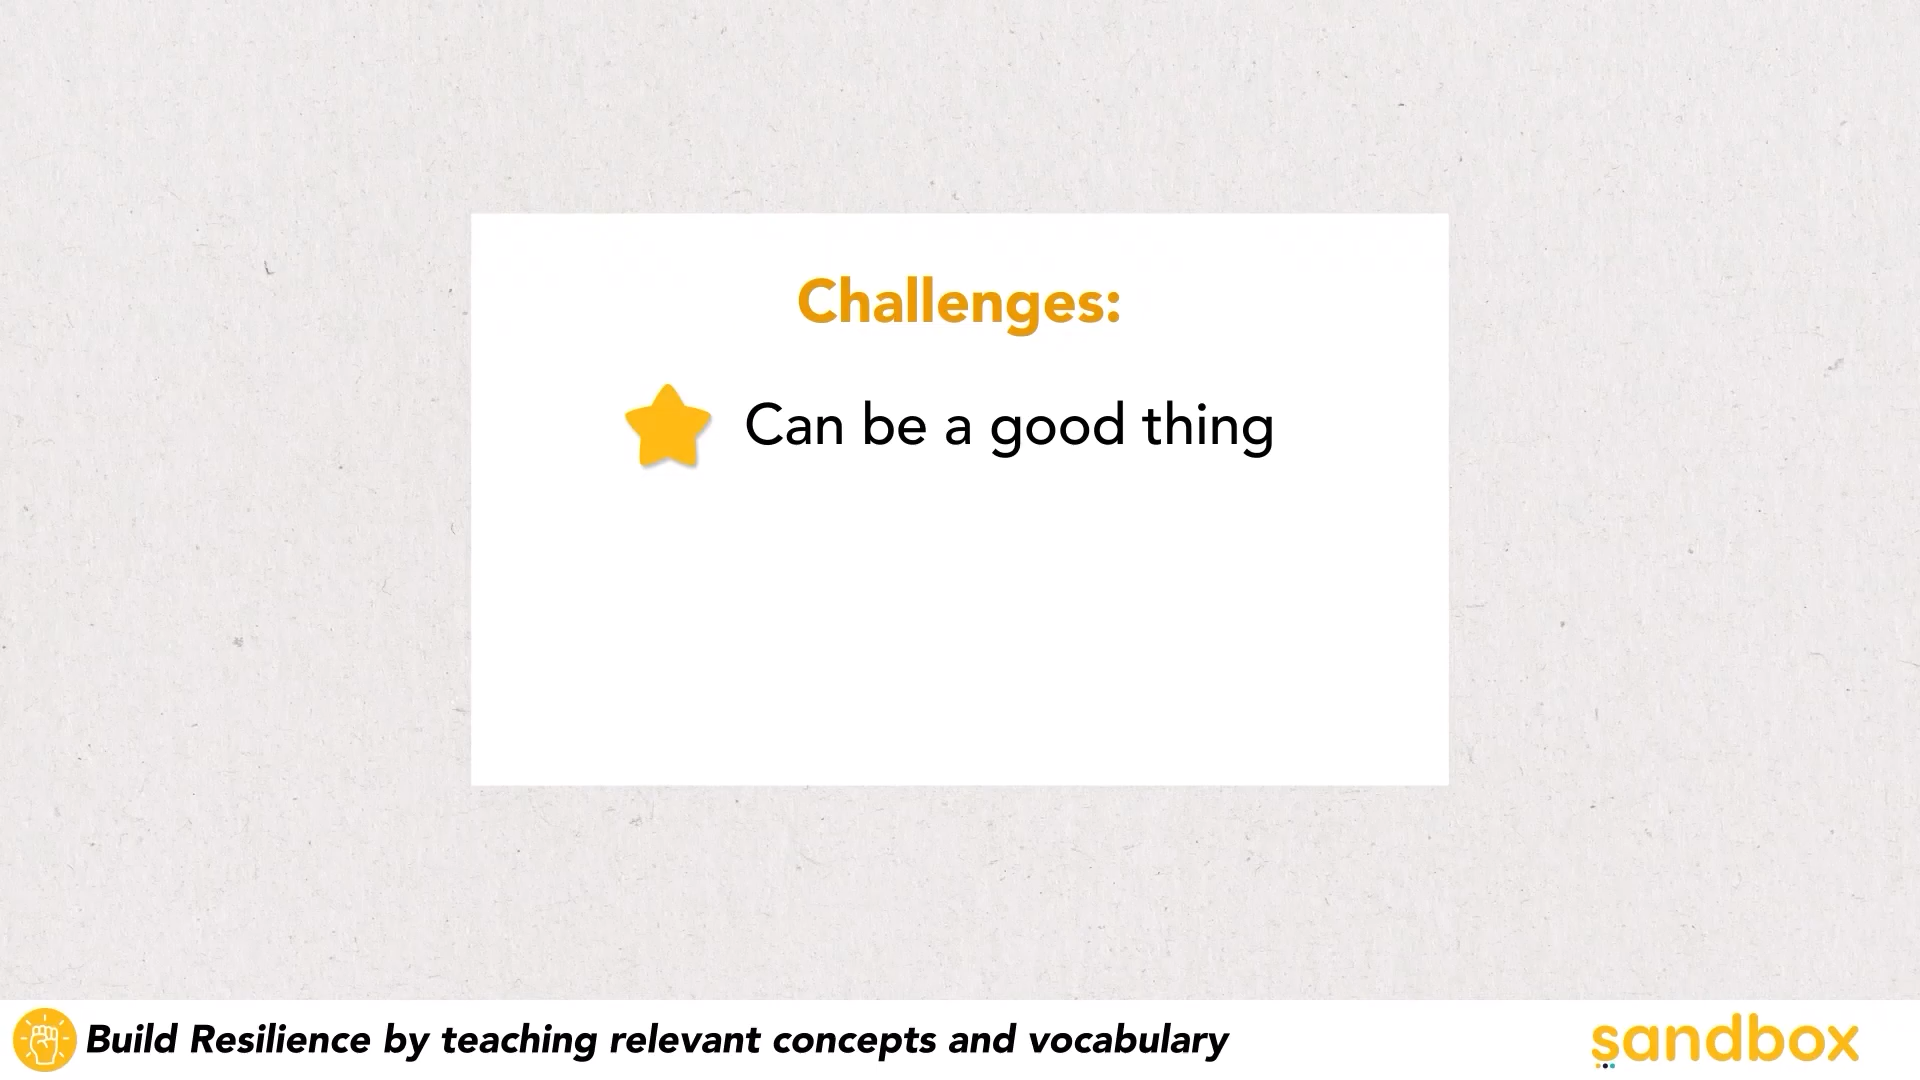 Challenges:
Can be a good thing
Build Resilience by teaching relevant concepts and vocabulary
sandbox